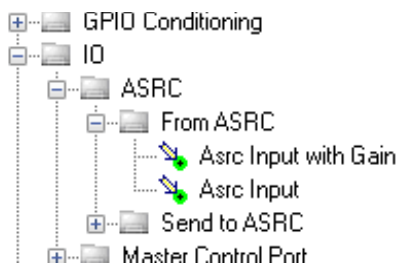 GPIO Conditioning
IO
ASRC
From ASRC
Asrc Input with Gain
Asrc Input
Send to ASRC
Master Control Port